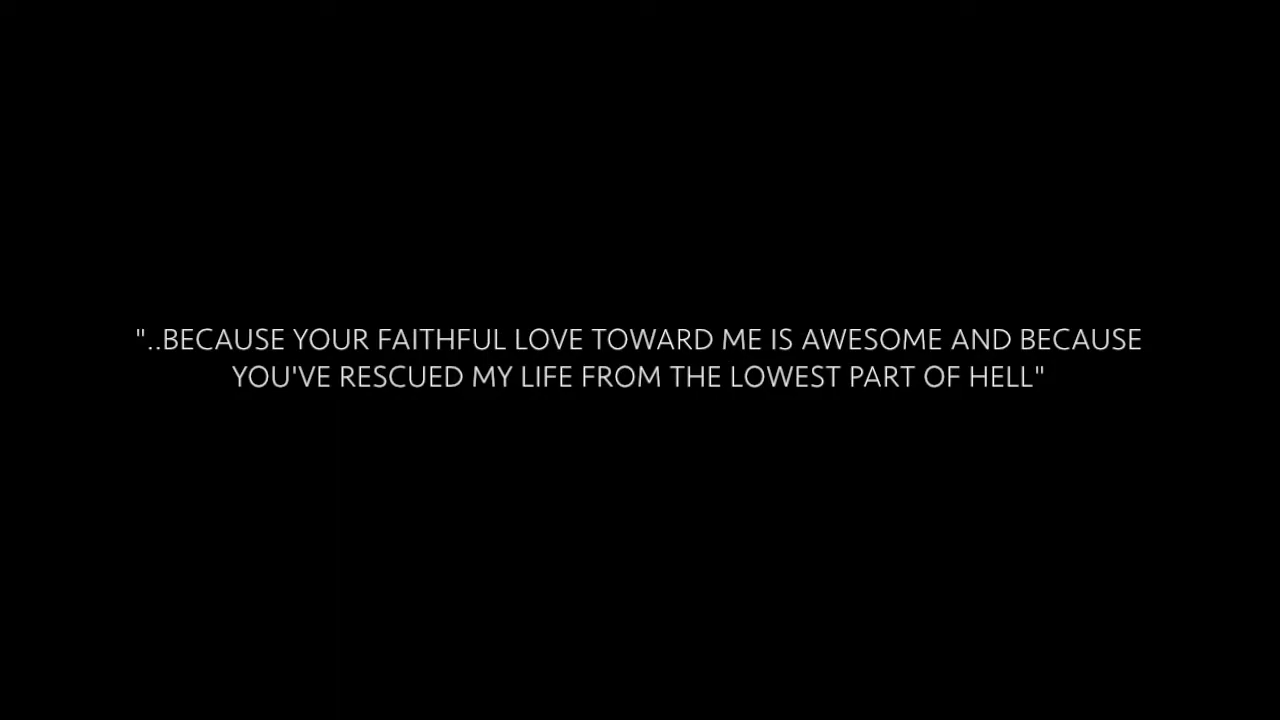 "..BECAUSE YOUR FAITHFUL LOVE TOWARD ME IS AWESOME AND BECAUSE
YOU'VE RESCUED MY LIFE FROM THE LOWEST PART OF HELL"